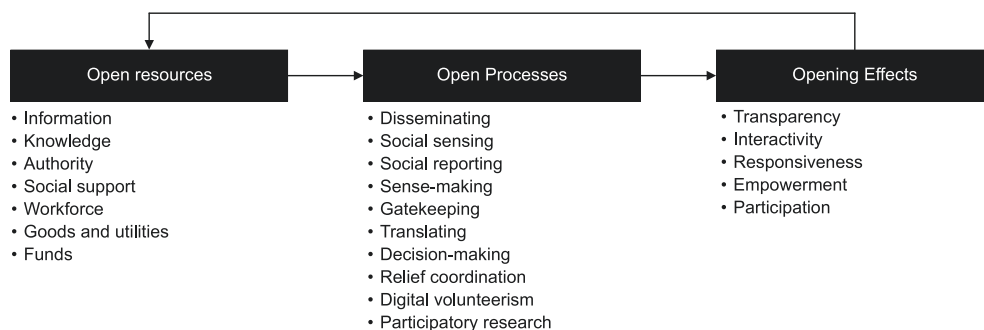 Open resources
• Information
• Knowledge
• Authority
• Social support
• Workforce
• Goods and utilities
• Funds
Open Processes
• Disseminating
• Social sensing
• Social reporting
• Sense-making
• Gatekeeping
• Translating
• Decision-making
• Relief coordination
• Digital volunteerism
• Participatory research
Opening Effects
• Transparency
• Interactivity
• Responsiveness
• Empowerment
• Participation